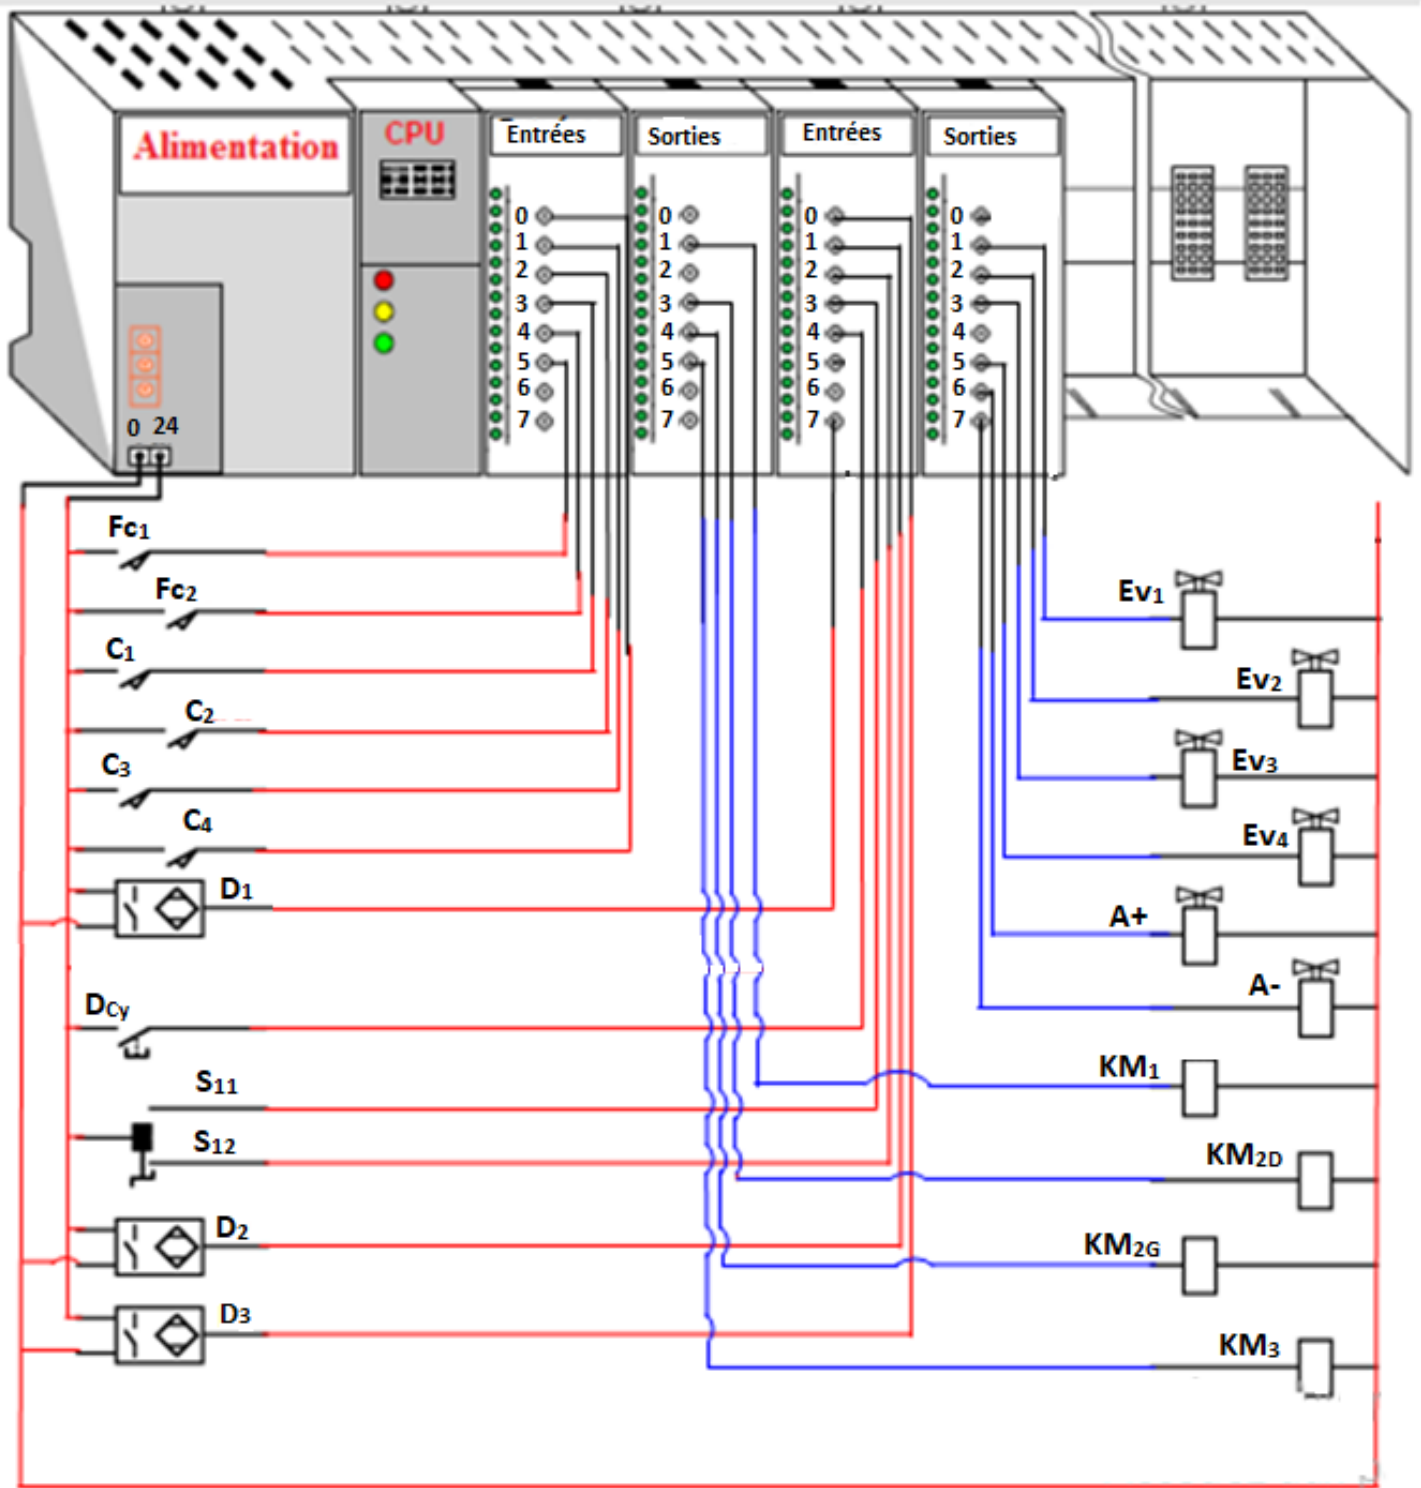 Alimentation
CPU
Entrées
Sorties
Entrées
Sorties
0 0 0 0
1 1 1 1
2 2 2 2
3 3 3 3
4 4 4 4
5 5 5 5
6 6 6 6
7 7 7 7
0 24
Fc1
Fc2
C1
C2
C3
C4
D1
DCy
S11
S12
D2
D3
Ev1
Ev2
Ev3
Ev4
A+
A-
KM1
KM2D
KM2G
KM3